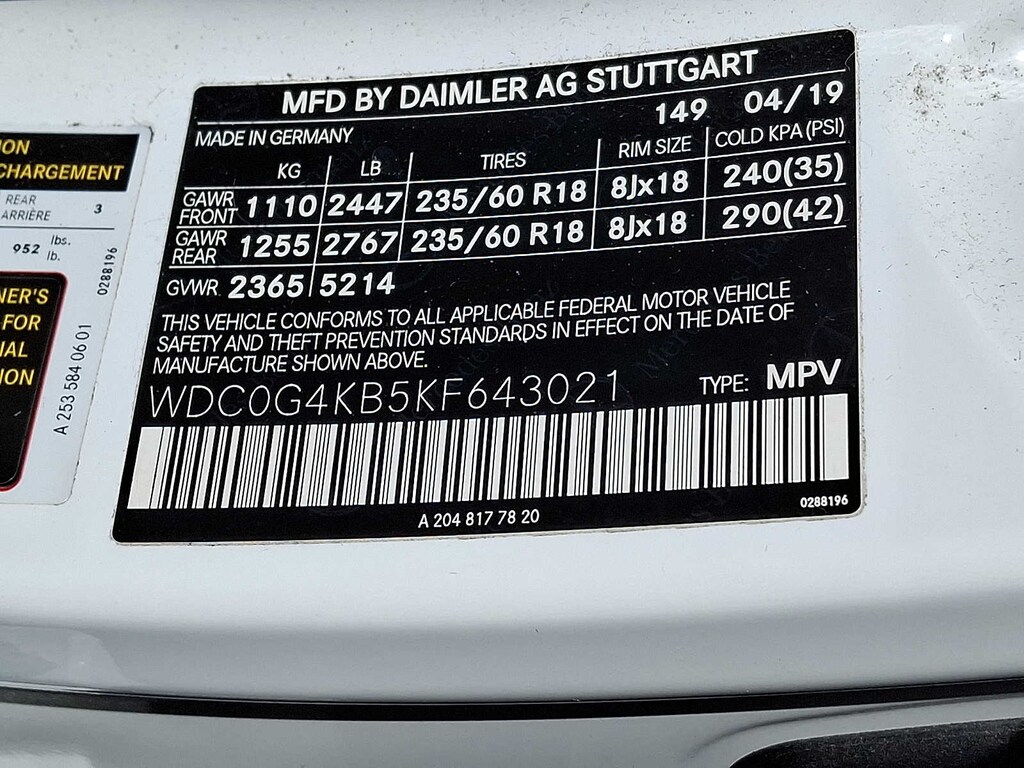 MFD BY DAIMLER AG STUTTGART
149 04/19
MADE IN GERMANY
KG LB TIRES RIM SIZE COLD KPA (PSI)
GAWR FRONT 1110 2447 235/60 R18 8Jx18 240(35)
GAWR REAR 1255 2767 235/60 R18 8Jx18 290(42)
GVWR 2365 5214
THIS VEHICLE CONFORMS TO ALL APPLICABLE FEDERAL MOTOR VEHICLE
SAFETY AND THEFT PREVENTION STANDARDS IN EFFECT ON THE DATE OF
MANUFACTURE SHOWN ABOVE.
WDC0G4KB5KF643021 TYPE: MPV
A 204 817 78 20
0288196
ION
CHARGEMENT
REAR
ARRIÈRE 3
952 lbs.
lb.
0288196
NER'S
-FOR
IAL
ION
A 253 584 06 01